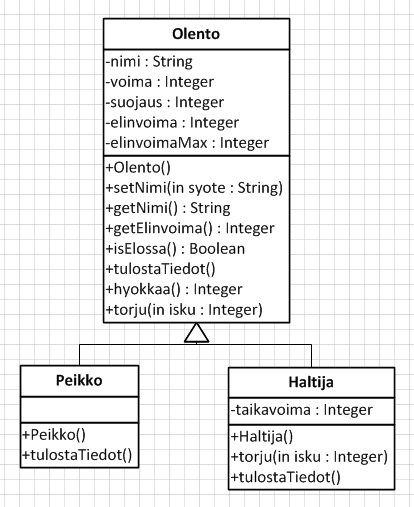 Olento
-nimi : String
-voima : Integer
-suojaus : Integer
-elinvoima : Integer
-elinvoimaMax : Integer
+Olento()
+setNimi(in syote : String)
+getNimi() : String
+getElinvoima() : Integer
+isElossa() : Boolean
+tulostaTiedot()
+hyokkaa() : Integer
+torju(in isku : Integer)
Peikko
+Peikko()
+tulostaTiedot()
Haltija
-taikavoima : Integer
+Haltija()
+torju(in isku : Integer)
+tulostaTiedot()